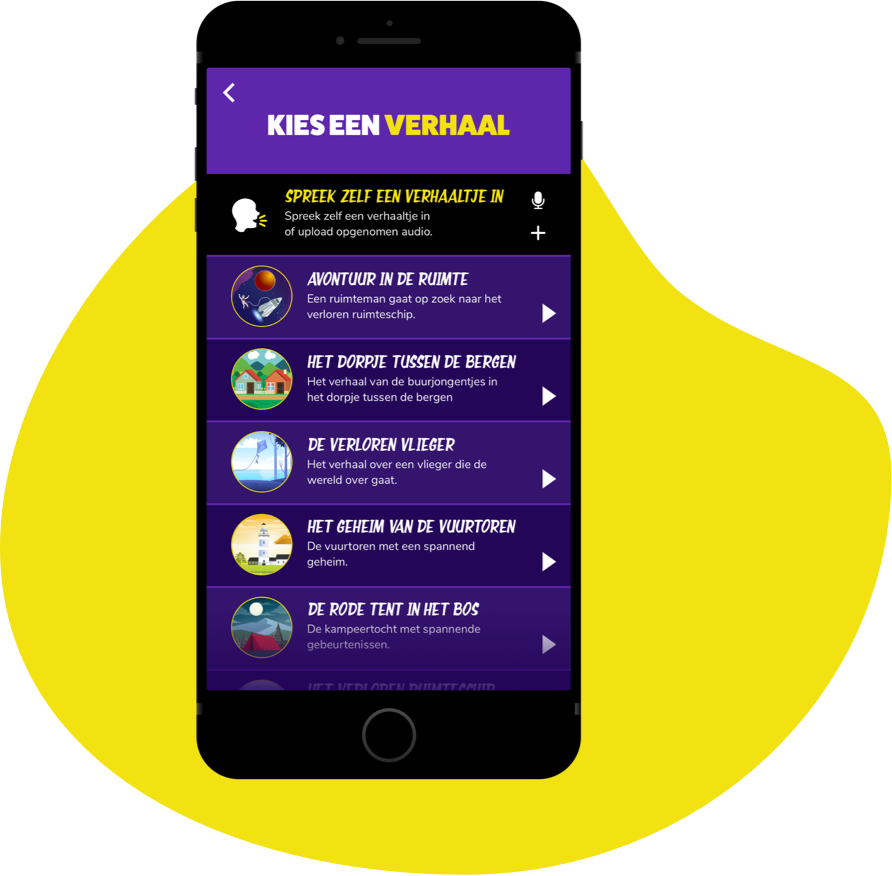 KIES EEN VERHAAL
SPREEK ZELF EEN VERHAALTJE IN
Spreek zelf een verhaaltje in
of upload opgenomen audio.
AVONTUUR IN DE RUIMTE
Een ruimteman gaat op zoek naar het
verloren ruimteschip.
HET DORPJE TUSSEN DE BERGEN
Het verhaal van de buurjongentjes in
het dorpje tussen de bergen
DE VERLOREN VLIEGER
Het verhaal over een vlieger die de
wereld over gaat.
HET GEHEIM VAN DE VUURTOREN
De vuurtoren met een spannend
geheim.
DE RODE TENT IN HET BOS
De kampeertocht met spannende
gebeurtenissen.
HET VERLOREN RUIMTESCHIP